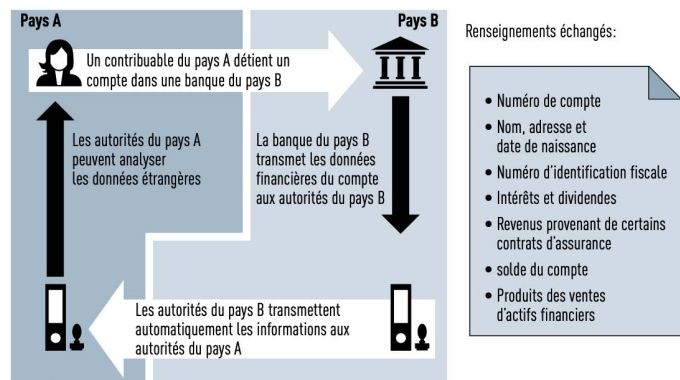 Pays A
Pays B
Un contribuable du pays A détient un
compte dans une banque du pays B
Les autorités du pays A
peuvent analyser
les données étrangères
La banque du pays B
transmet les données
financières du compte
aux autorités du pays B
Les autorités du pays B transmettent
automatiquement les informations aux
autorités du pays A
Renseignements échangés:
• Numéro de compte
• Nom, adresse et
date de naissance
• Numéro d'identification fiscale
• Intérêts et dividendes
• Revenus provenant de certains
contrats d'assurance
• solde du compte
• Produits des ventes
d'actifs financiers